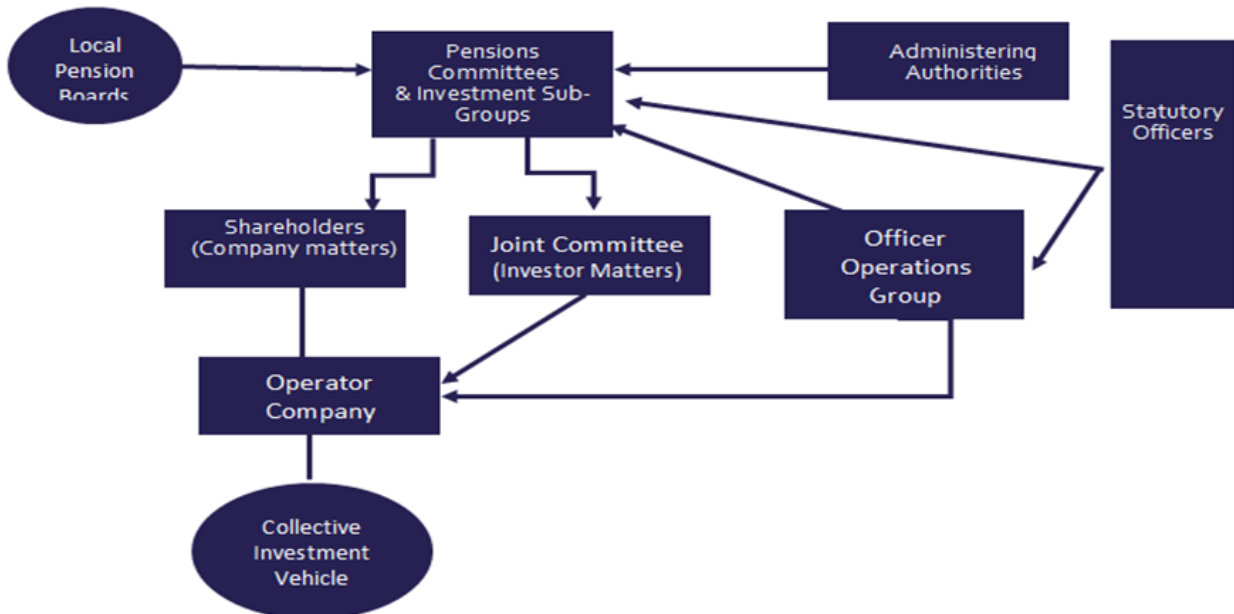 Local
Pension
Boards
Pensions
Committees
& Investment Sub-
Groups
Administering
Authorities
Statutory
Officers
Shareholders
(Company matters)
Joint Committee
(Investor Matters)
Officer
Operations
Group
Operator
Company
Collective
Investment
Vehicle